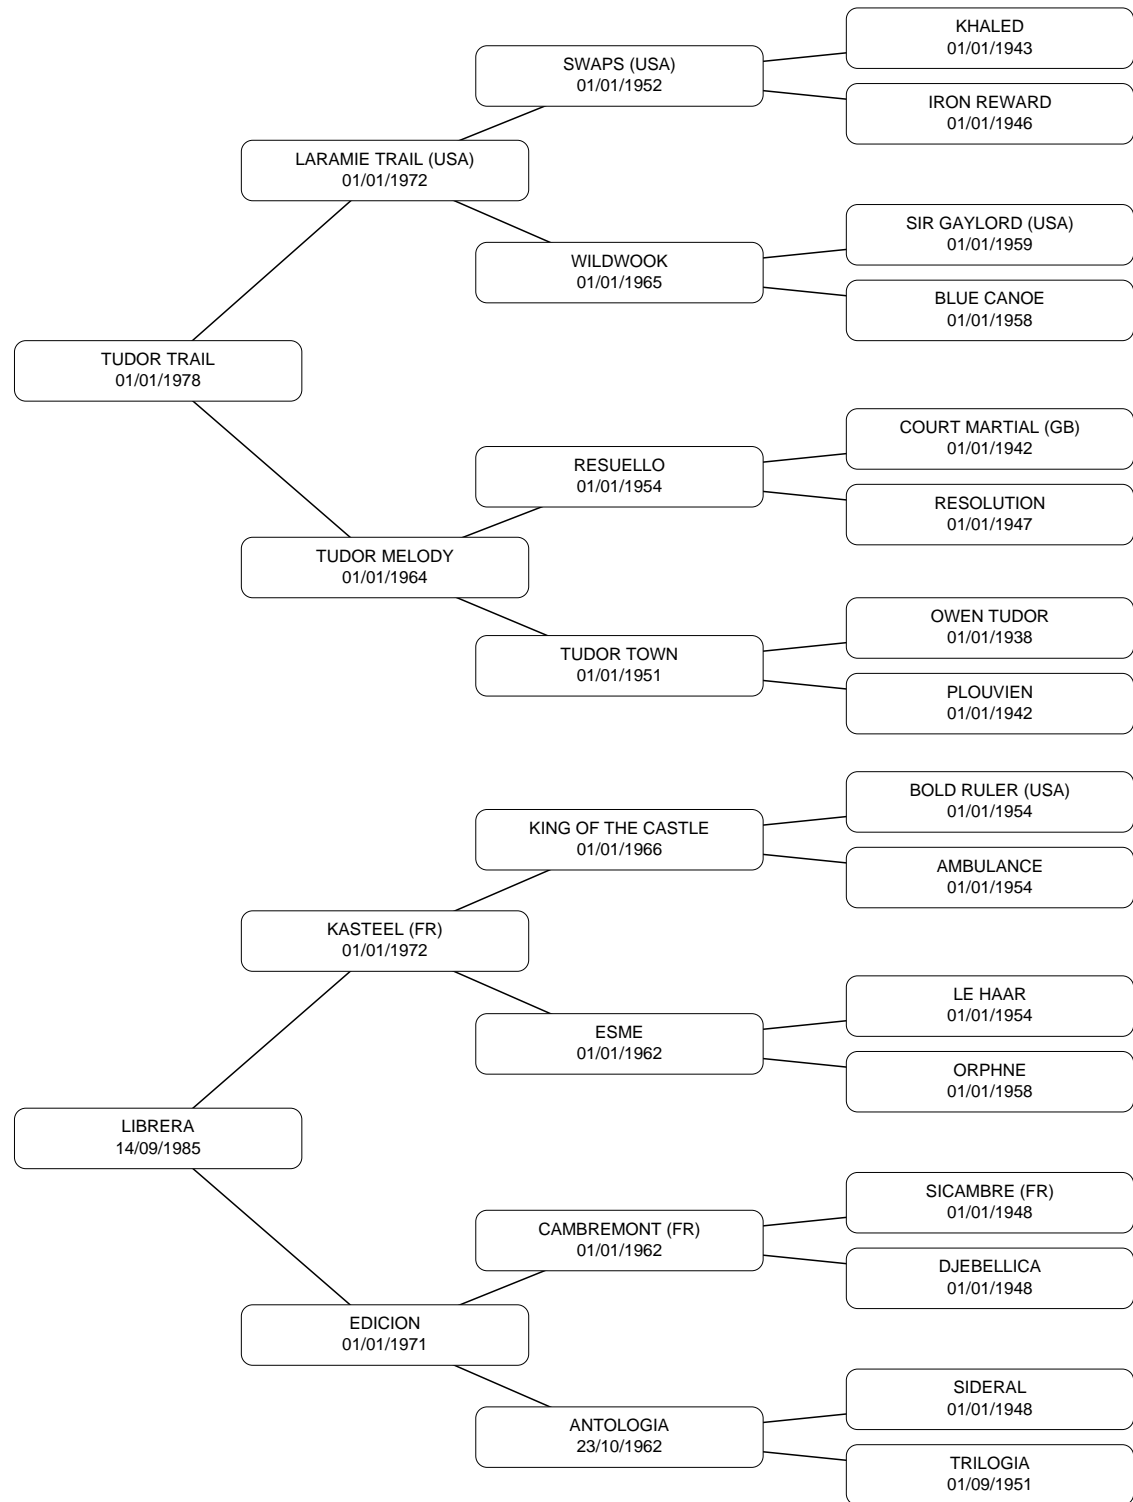 KHALED
01/01/1943
SWAPS (USA)
01/01/1952
IRON REWARD
01/01/1946
LARAMIE TRAIL (USA)
01/01/1972
SIR GAYLORD (USA)
01/01/1959
WILDWOOK
01/01/1965
BLUE CANOE
01/01/1958
TUDOR TRAIL
01/01/1978
COURT MARTIAL (GB)
01/01/1942
RESUELLO
01/01/1954
RESOLUTION
01/01/1947
TUDOR MELODY
01/01/1964
OWEN TUDOR
01/01/1938
TUDOR TOWN
01/01/1951
PLOUVIEN
01/01/1942
BOLD RULER (USA)
01/01/1954
KING OF THE CASTLE
01/01/1966
AMBULANCE
01/01/1954
KASTEEL (FR)
01/01/1972
LE HAAR
01/01/1954
ESME
01/01/1962
ORPHNE
01/01/1958
LIBRERA
14/09/1985
SICAMBRE (FR)
01/01/1948
CAMBREMONT (FR)
01/01/1962
DJEBELLICA
01/01/1948
EDICION
01/01/1971
SIDERAL
01/01/1948
ANTOLOGIA
23/10/1962
TRILOGIA
01/09/1951